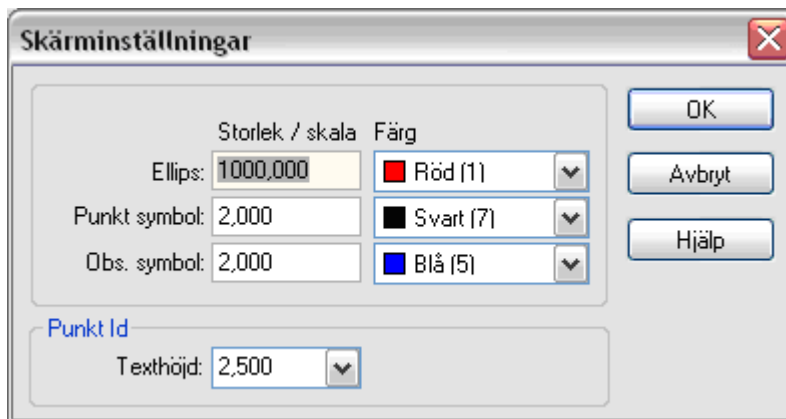 Skärminställningar
Storlek / skala Färg
Ellips: 1000,000 Röd (1)
Punkt symbol: 2,000 Svart (7)
Obs. symbol: 2,000 Blå (5)
Punkt Id
Texthöjd: 2,500
OK
Avbryt
Hjälp